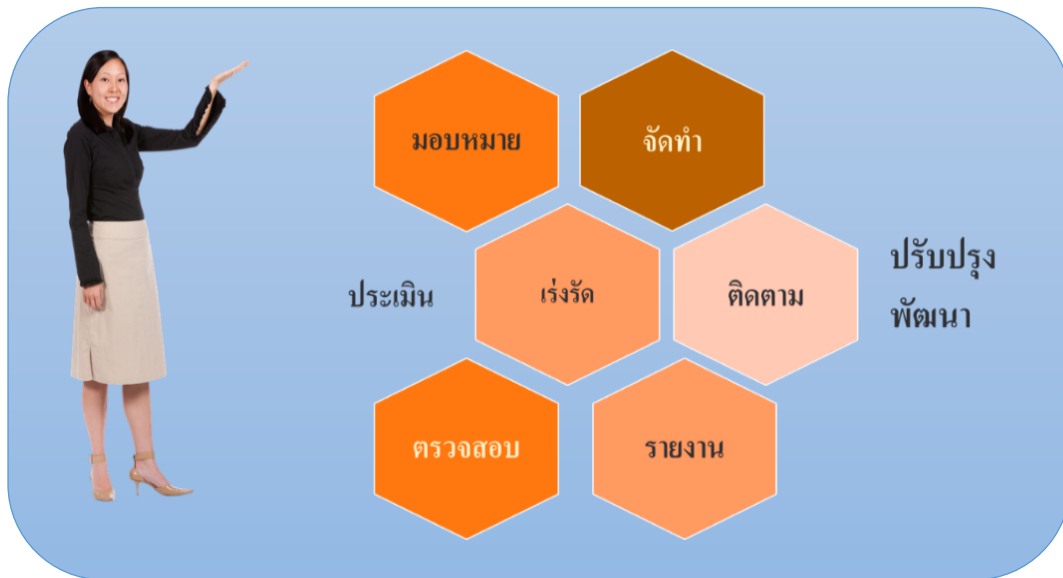 มอบหมาย
จัดทำ
ประเมิน
เร่งรัด
ติดตาม
ปรับปรุง
พัฒนา
ตรวจสอบ
รายงาน